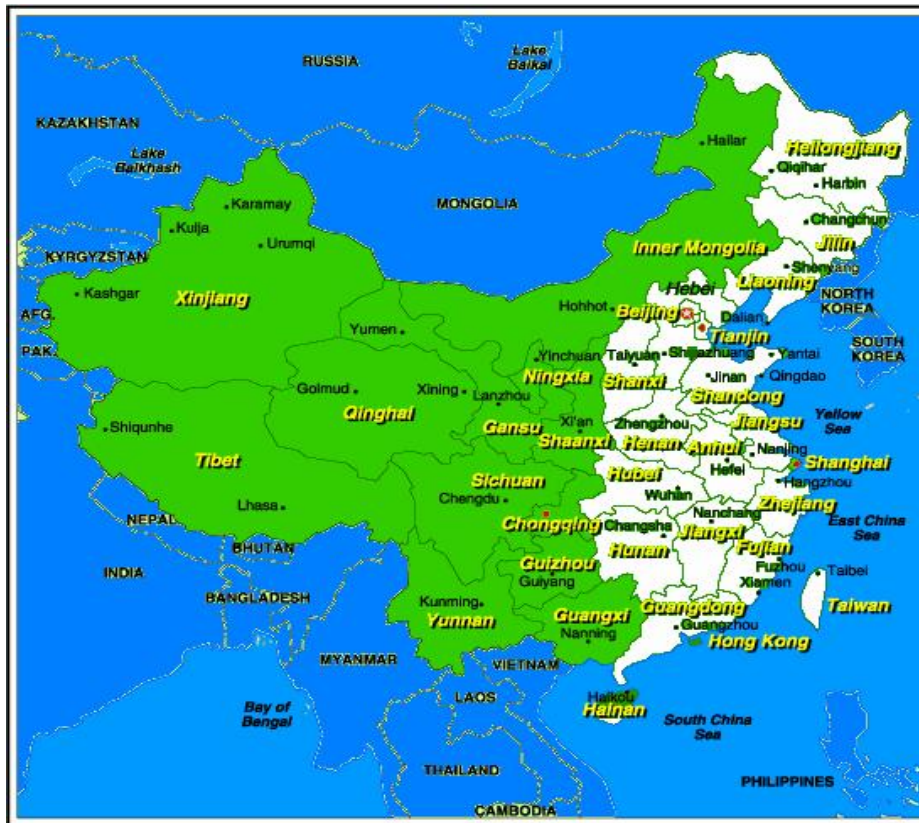 RUSSIA
Lake
Baikal
KAZAKHSTAN
Lake
Balkhash
Hailar
Heilongjiang
Qiqihar
Harbin
Karamay
MONGOLIA
Kulja
Changchun
Urumqi
Inner Mongolia
Jilin
KYRGYZSTAN
Shenyang
Liaoning
Hebei
Kashgar
Xinjiang
NORTH
KOREA
Hohhot
Beijing
Dalian
AFG.
Yumen
Tianjin
SOUTH
KOREA
PAK.
Yinchuan
Taiyuan
Shijiazhuang
Yantai
Ningxia
Shanxi
Jinan
Qingdao
Golmud
Xining
Lanzhou
Shandong
Qinghai
Yellow
Sea
Shiqunhe
Gansu
Xi'an
Zhengzhou
Jiangsu
Shaanxi
Henan
Anhui
Nanjing
Tibet
Hefei
Shanghai
Sichuan
Hubei
Hangzhou
Chengdu
Wuhan
Zhejiang
Lhasa
Nanchang
NEPAL
Chongqing
Changsha
Jiangxi
East China
Sea
BHUTAN
Hunan
Fujian
Guizhou
Fuzhou
INDIA
Guiyang
Xiamen
Taibei
BANGLADESH
Kunming
Yunnan
Guangxi
Guangdong
Taiwan
Guangzhou
Nanning
Hong Kong
MYANMAR
VIETNAM
LAOS
Haikou
Hainan
Bay of
Bengal
South China
Sea
THAILAND
PHILIPPINES
CAMBODIA